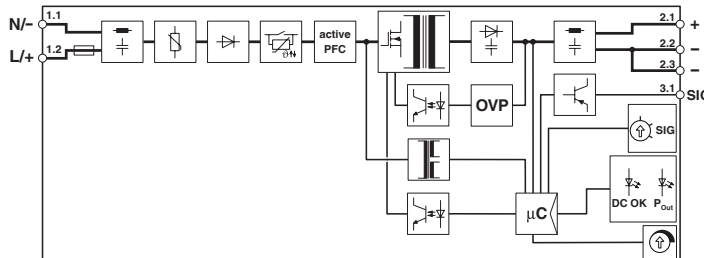 N/- 1.1
L/+ 1.2
active
PFC
ϑ
2.1 +
2.2 −
2.3 −
3.1 SIG
OVP
SIG
µC
DC OK P Out